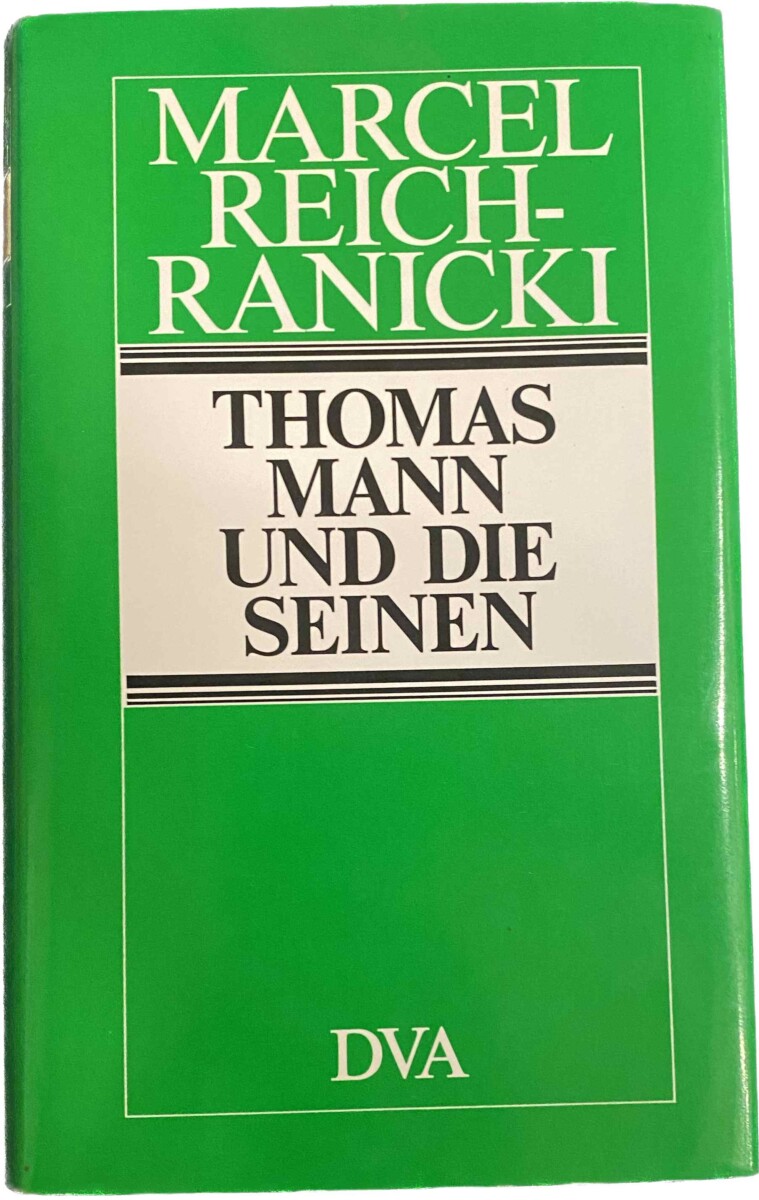 MARCEL
REICH-
RANICKI
THOMAS
MANN
UND DIE
SEINEN
DVA